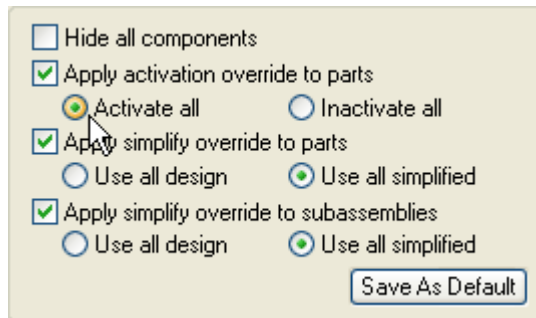 Hide all components
Apply activation override to parts
Activate all Inactivate all
Apply simplify override to parts
Use all design Use all simplified
Apply simplify override to subassemblies
Use all design Use all simplified
Save As Default